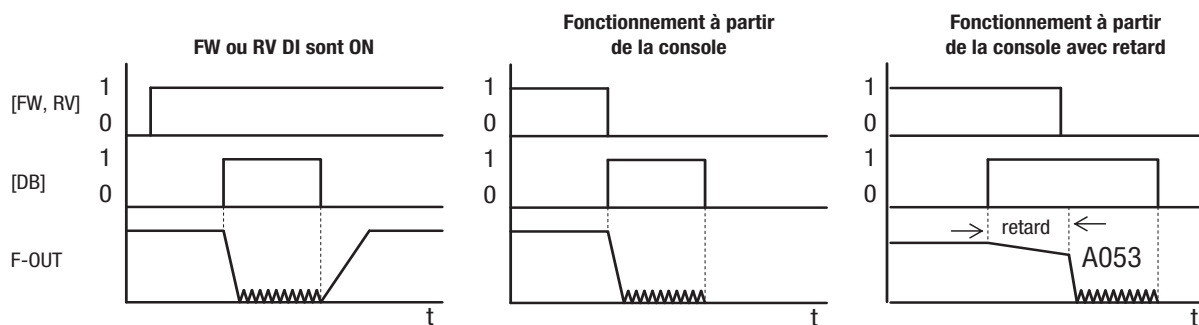 FW ou RV DI sont ON
Fonctionnement à partir
de la console
Fonctionnement à partir
de la console avec retard
[FW, RV]
1
0
1
0
1
0
[DB]
1
0
1
0
1
0
F-OUT
retard
A053
t
t
t